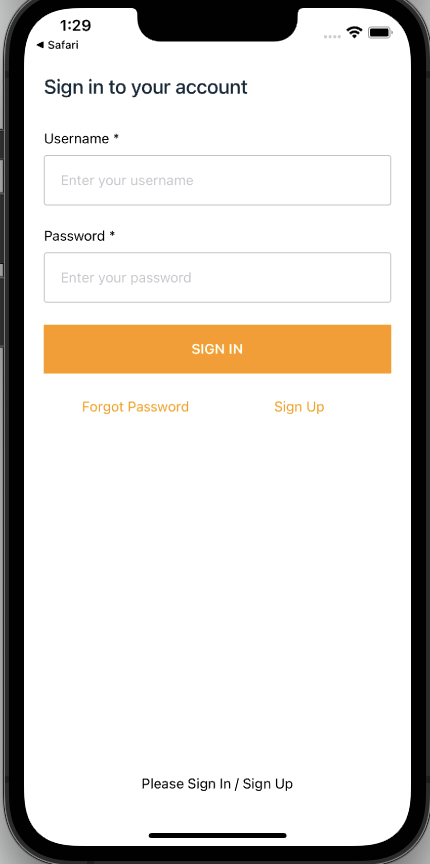 1:29
◀ Safari
Sign in to your account
Username *
Enter your username
Password *
Enter your password
SIGN IN
Forgot Password Sign Up
Please Sign In / Sign Up